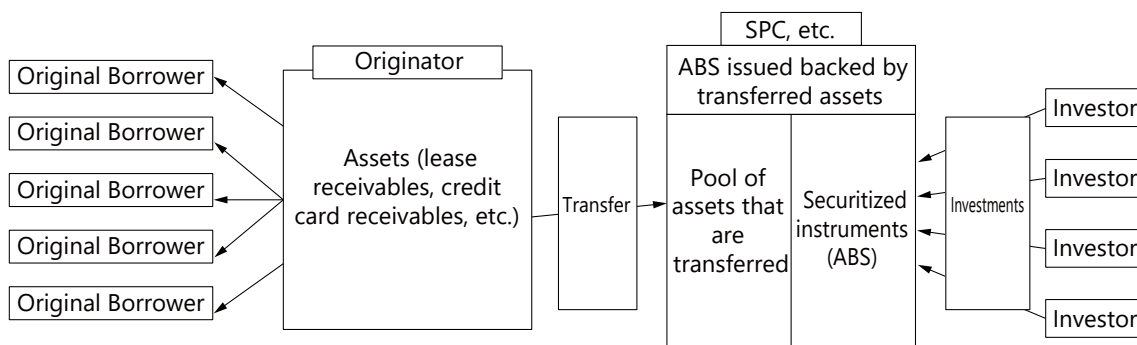 Original Borrower
Original Borrower
Original Borrower
Original Borrower
Original Borrower
Originator
Assets (lease
receivables, credit
card receivables, etc.)
Transfer
SPC, etc.
ABS issued backed by
transferred assets
Pool of
assets that
are
transferred
Securitized
instruments
(ABS)
Investments
Investor
Investor
Investor
Investor